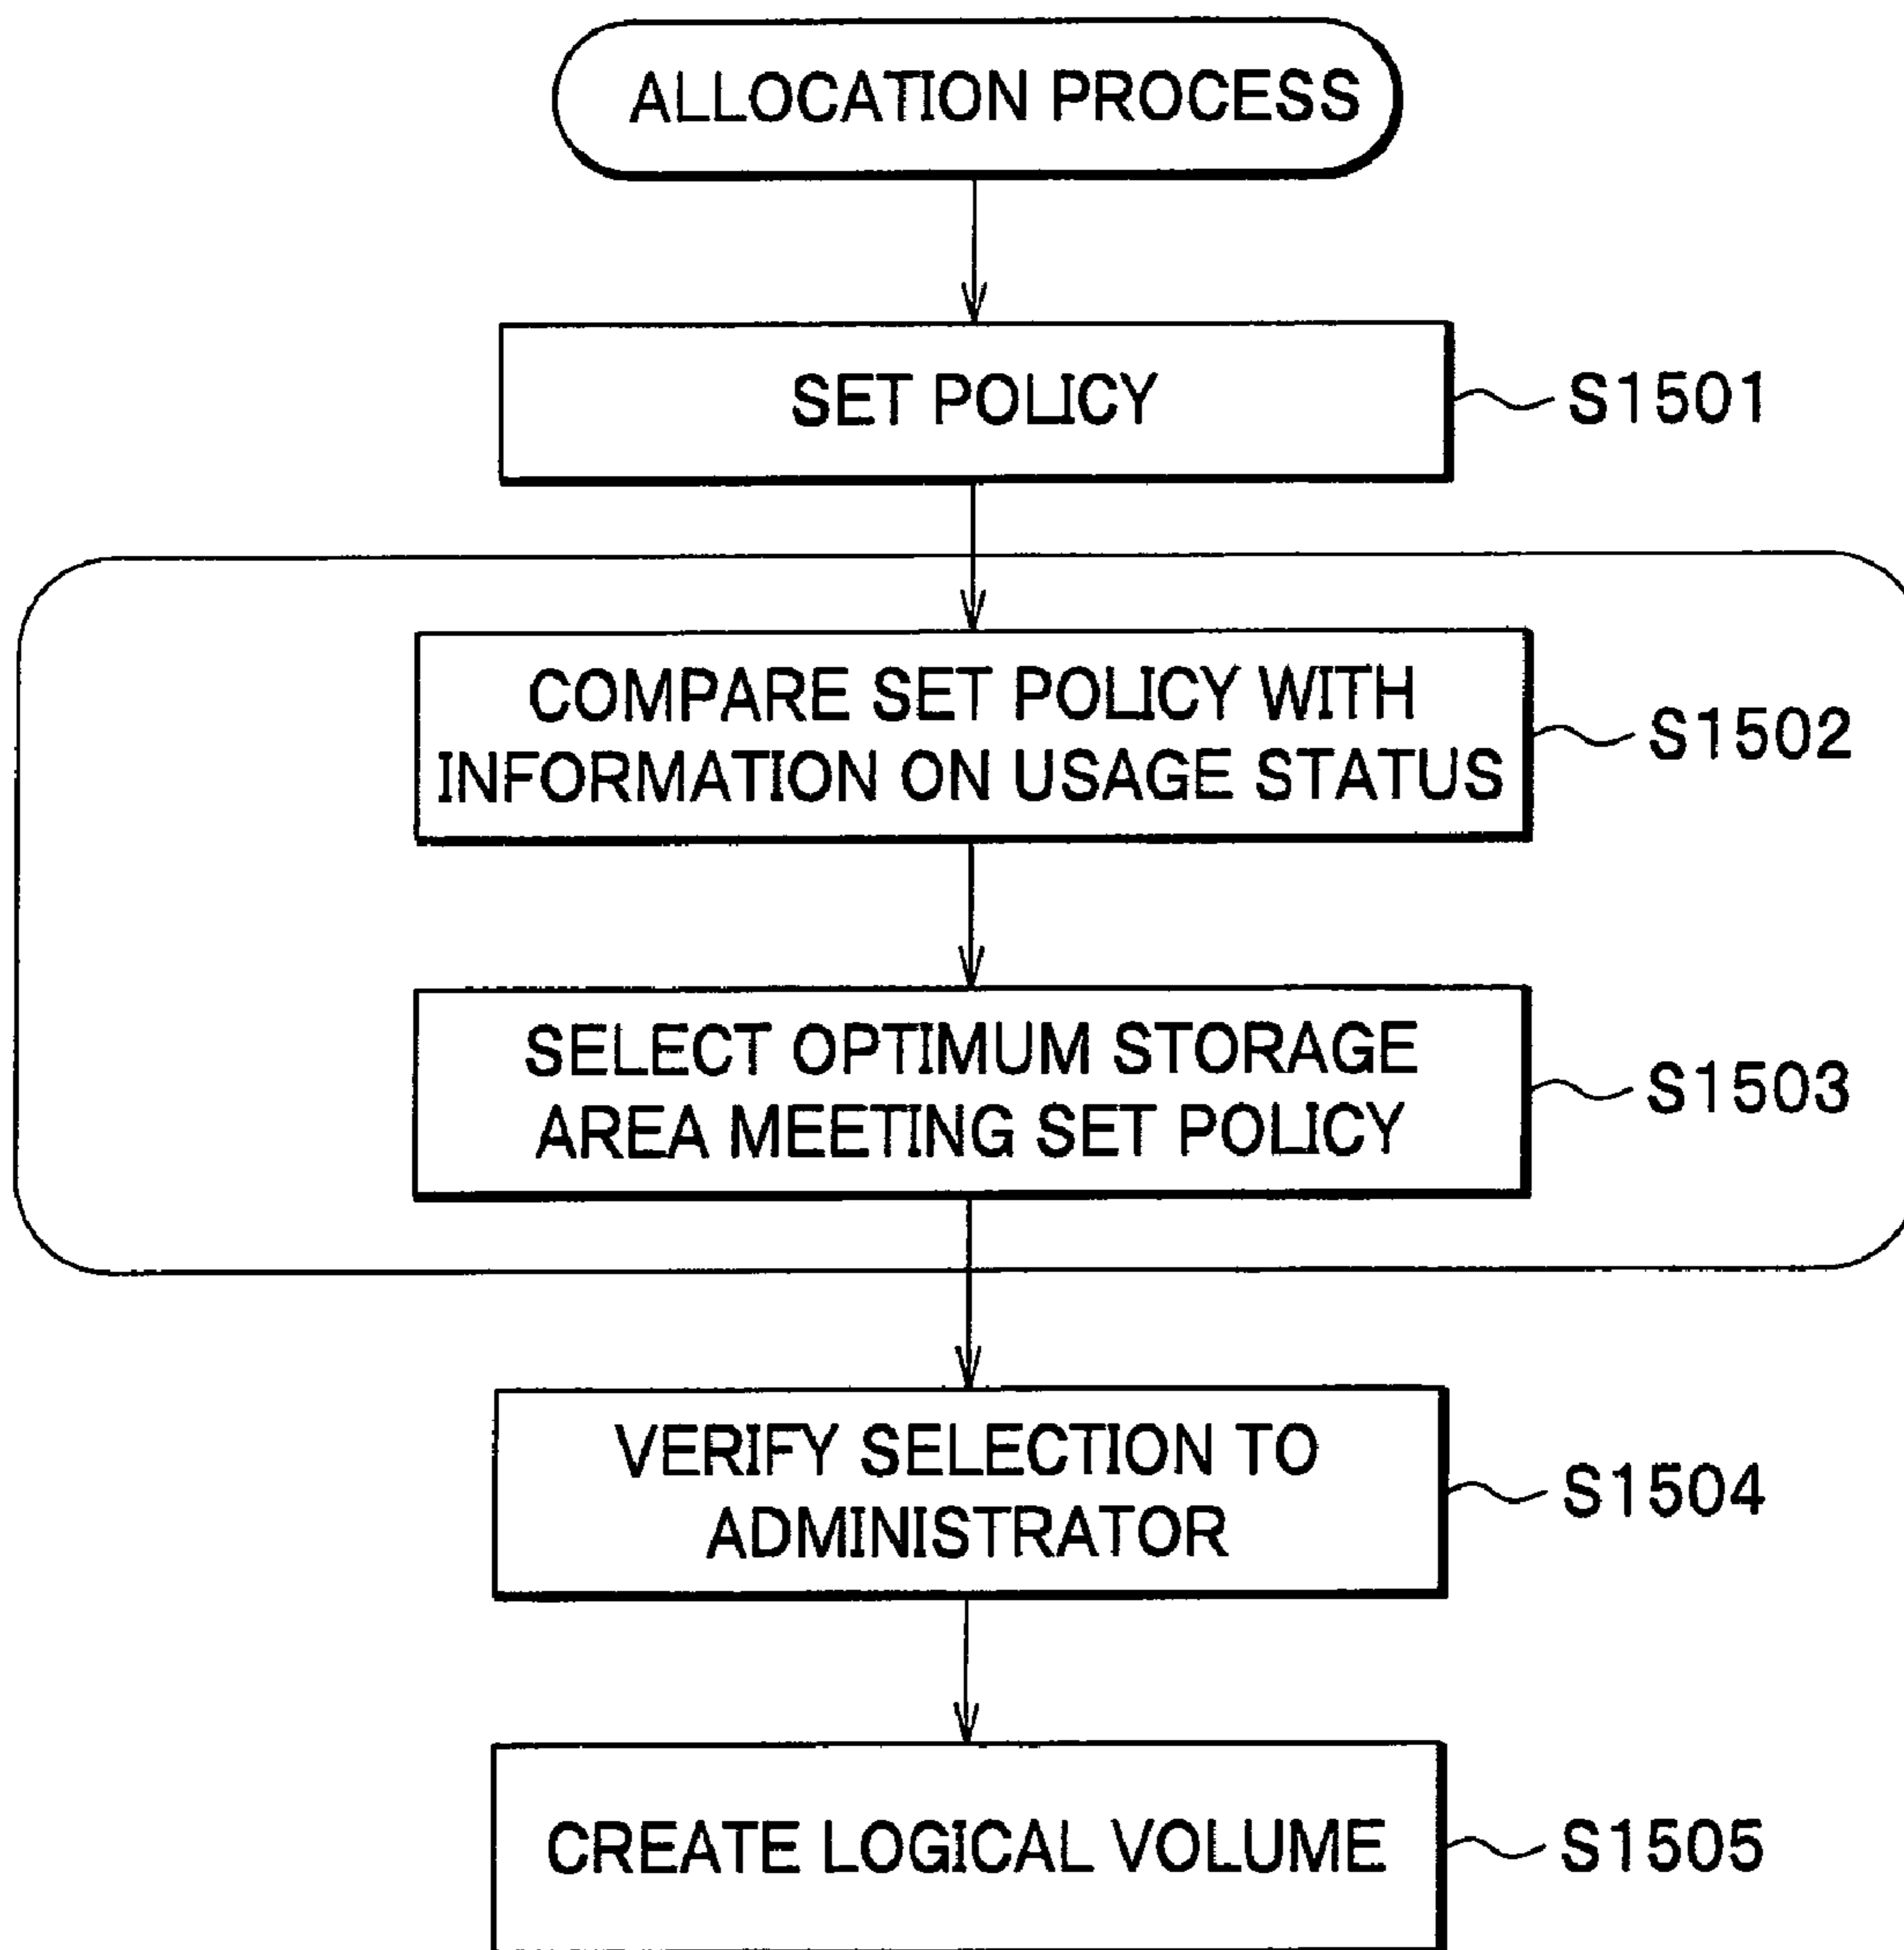 ALLOCATION PROCESS
SET POLICY
S1501
COMPARE SET POLICY WITH
INFORMATION ON USAGE STATUS
S1502
SELECT OPTIMUM STORAGE
AREA MEETING SET POLICY
S1503
VERIFY SELECTION TO
ADMINISTRATOR
S1504
CREATE LOGICAL VOLUME
S1505